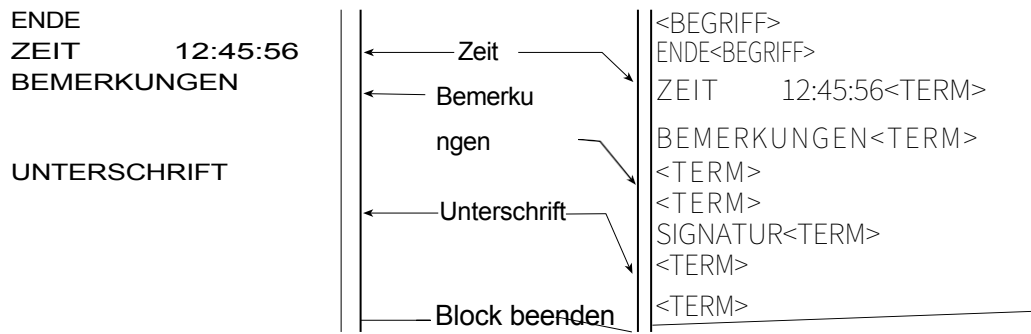 ENDE
ZEIT 12:45:56
BEMERKUNGEN
UNTERSCHRIFT
Zeit
Bemerku
ngen
Unterschrift
Block beenden
<BEGRIFF>
ENDE<BEGRIFF>
ZEIT 12:45:56<TERM>
BEMERKUNGEN<TERM>
<TERM>
<TERM>
SIGNATUR<TERM>
<TERM>
<TERM>